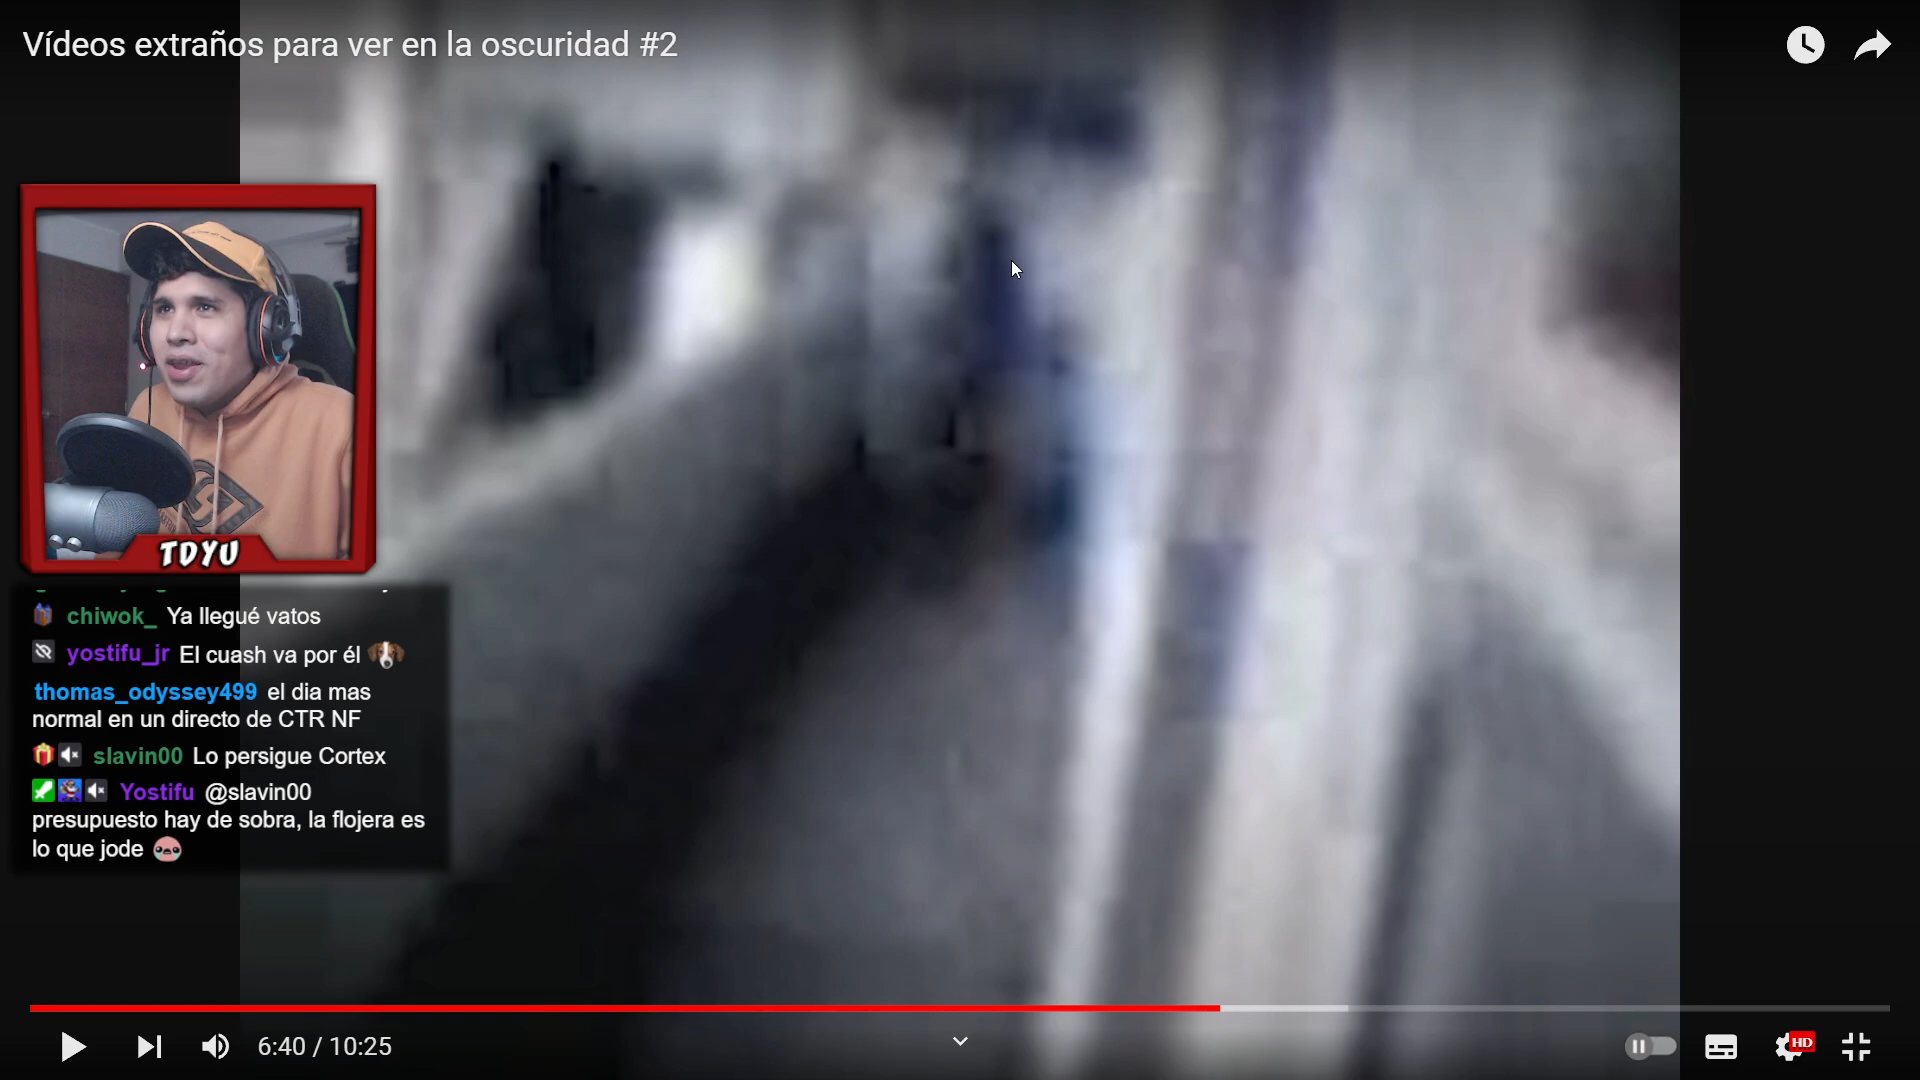 Vídeos extraños para ver en la oscuridad #2
TDYU
chiwok_ Ya llegué vatos
yostifu_jr El cuash va por él
thomas_odyssey499 el dia mas
normal en un directo de CTR NF
slavin00 Lo persigue Cortex
Yostifu @slavin00
presupuesto hay de sobra, la flojera es
lo que jode
6:40 / 10:25
HD